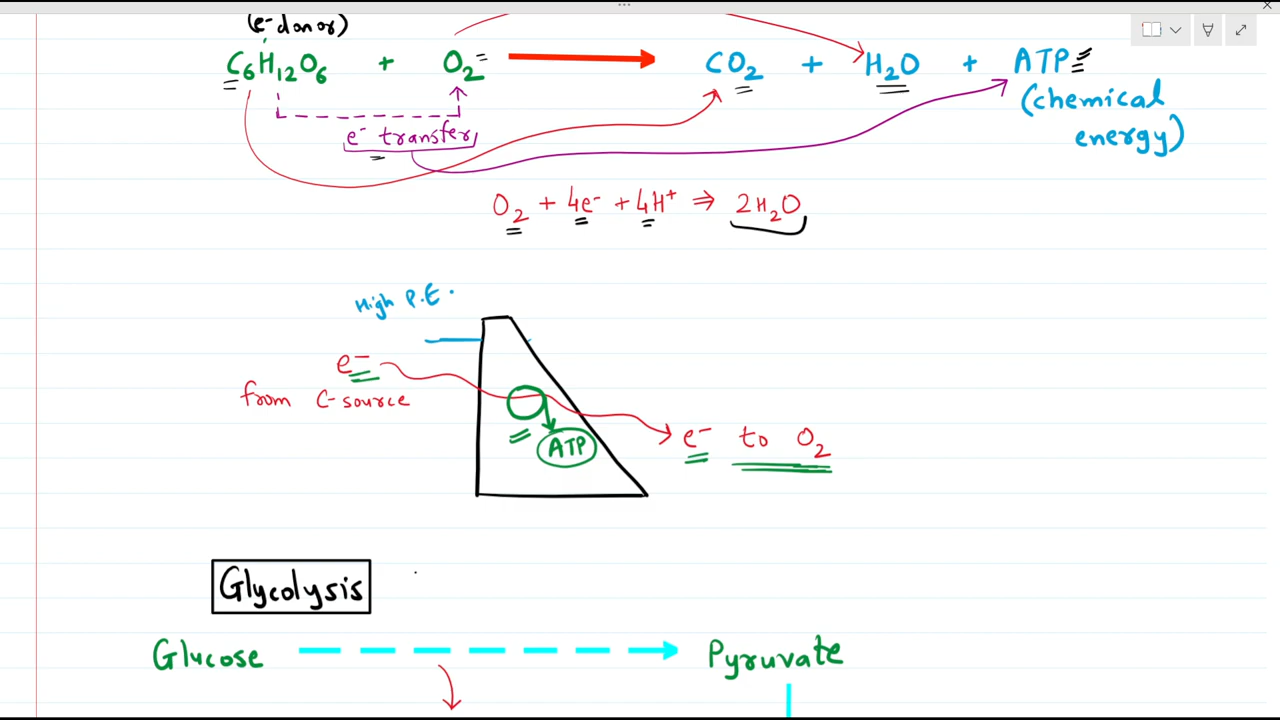 (e- donor)
C6H12O6 + O2 → CO2 + H2O + ATP
(chemical
energy)
e- transfer
O2 + 4e- + 4H+ ⇒ 2H2O
High P.E.
e-
from C-source
ATP
e- to O2
Glycolysis
Glucose → Pyruvate